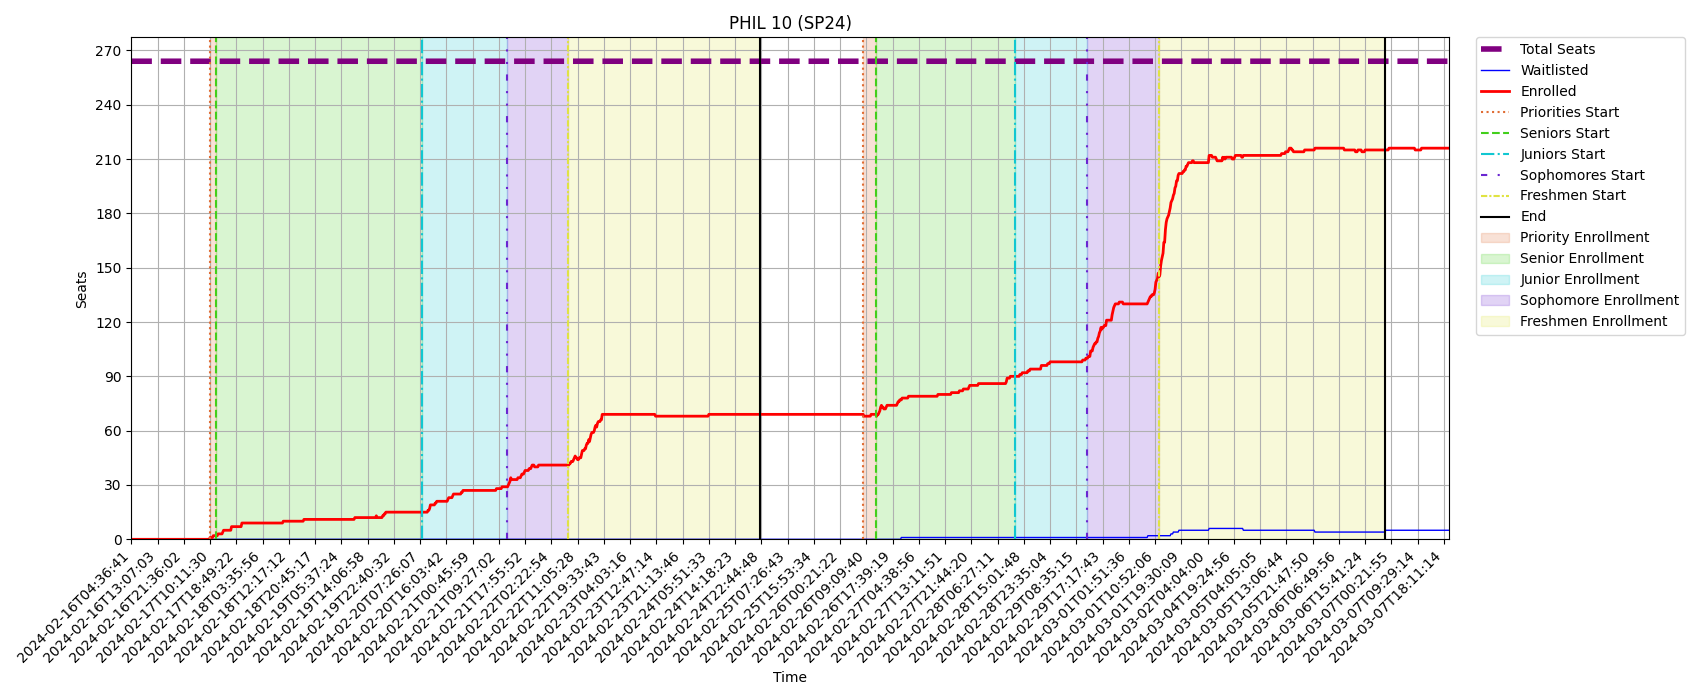 PHIL 10 (SP24)
270
240
210
180
150
120
90
60
30
0
Seats
2024-02-16T04:36:41
2024-02-16T13:07:03
2024-02-16T21:36:02
2024-02-17T10:11:30
2024-02-17T18:49:22
2024-02-18T03:35:56
2024-02-18T12:17:12
2024-02-18T20:45:17
2024-02-19T05:37:24
2024-02-19T14:06:58
2024-02-19T22:40:32
2024-02-20T07:26:07
2024-02-20T16:03:42
2024-02-21T00:45:59
2024-02-21T09:27:02
2024-02-21T17:55:52
2024-02-22T02:22:54
2024-02-22T11:05:28
2024-02-22T19:33:43
2024-02-23T04:03:16
2024-02-23T12:47:14
2024-02-23T21:13:46
2024-02-24T05:51:33
2024-02-24T14:18:23
2024-02-24T22:44:48
2024-02-25T07:26:43
2024-02-25T15:53:34
2024-02-26T00:21:22
2024-02-26T09:09:40
2024-02-26T17:39:19
2024-02-27T04:38:56
2024-02-27T13:11:51
2024-02-27T21:44:20
2024-02-28T06:27:11
2024-02-28T15:01:48
2024-02-28T23:35:04
2024-02-29T08:35:15
2024-02-29T17:17:43
2024-03-01T01:51:36
2024-03-01T10:52:06
2024-03-01T19:30:09
2024-03-02T04:04:00
2024-03-04T19:24:56
2024-03-05T04:05:05
2024-03-05T13:06:44
2024-03-05T21:47:50
2024-03-06T06:49:56
2024-03-06T15:41:24
2024-03-07T00:21:55
2024-03-07T09:29:14
2024-03-07T18:11:14
Time
Total Seats
Waitlisted
Enrolled
Priorities Start
Seniors Start
Juniors Start
Sophomores Start
Freshmen Start
End
Priority Enrollment
Senior Enrollment
Junior Enrollment
Sophomore Enrollment
Freshmen Enrollment